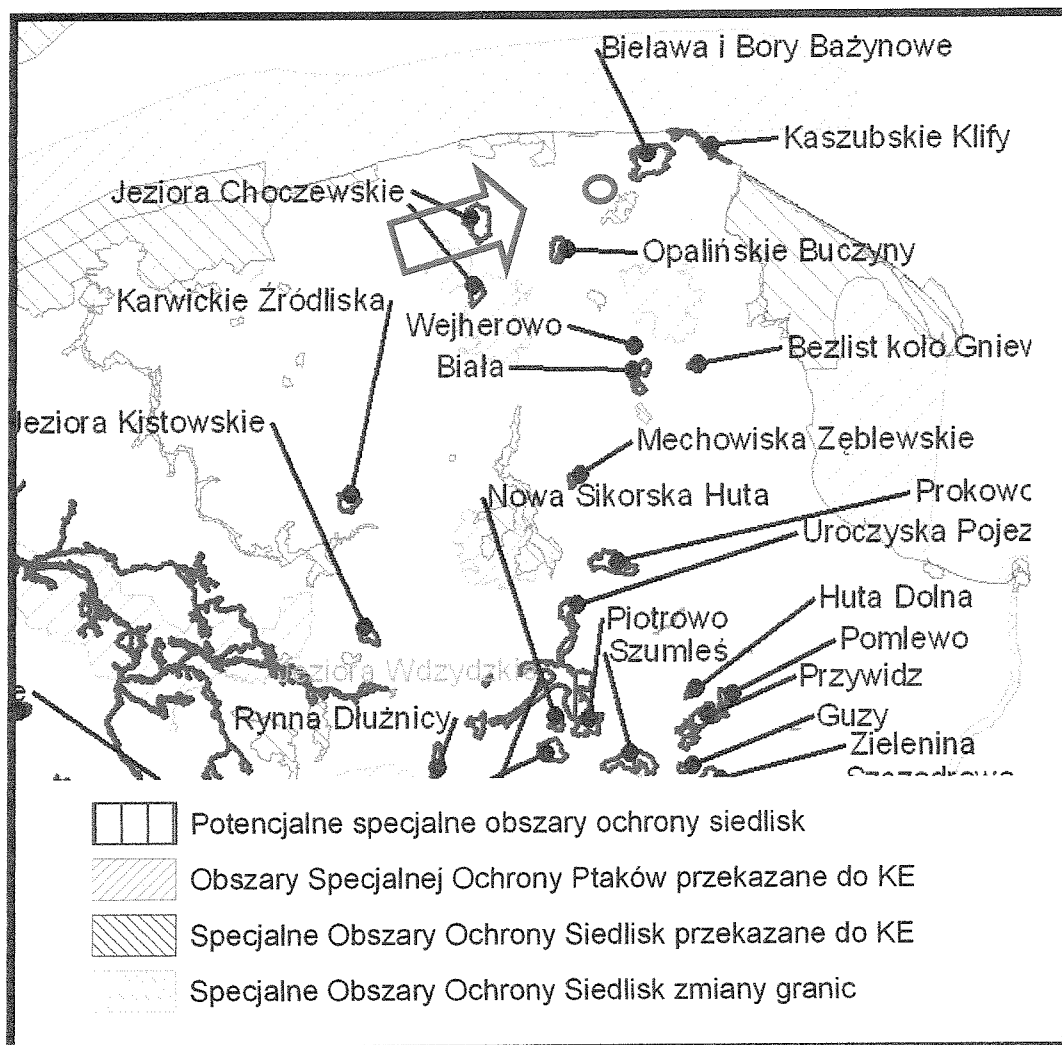 Bieława i Bory Bażynowe
Kaszubskie Klify
Jeziora Choczewskie
Opalińskie Buczyny
Karwickie Źródliska
Wejherowo
Bezlist koło Gniew
Biała
Jeziora Kistowskie
Mechowiska Zęblewskie
Nowa Sikorska Huta
Prokowo
Uroczyska Pojez
Huta Dolna
Piotrowo
Pomlewo
Szumleś
Jeziora Wdzydzkie
Przywidz
Rynna Dłużnicy
Guzy
Zielenina
Potencjalne specjalne obszary ochrony siedlisk
Obszary Specjalnej Ochrony Ptaków przekazane do KE
Specjalne Obszary Ochrony Siedlisk przekazane do KE
Specjalne Obszary Ochrony Siedlisk zmiany granic